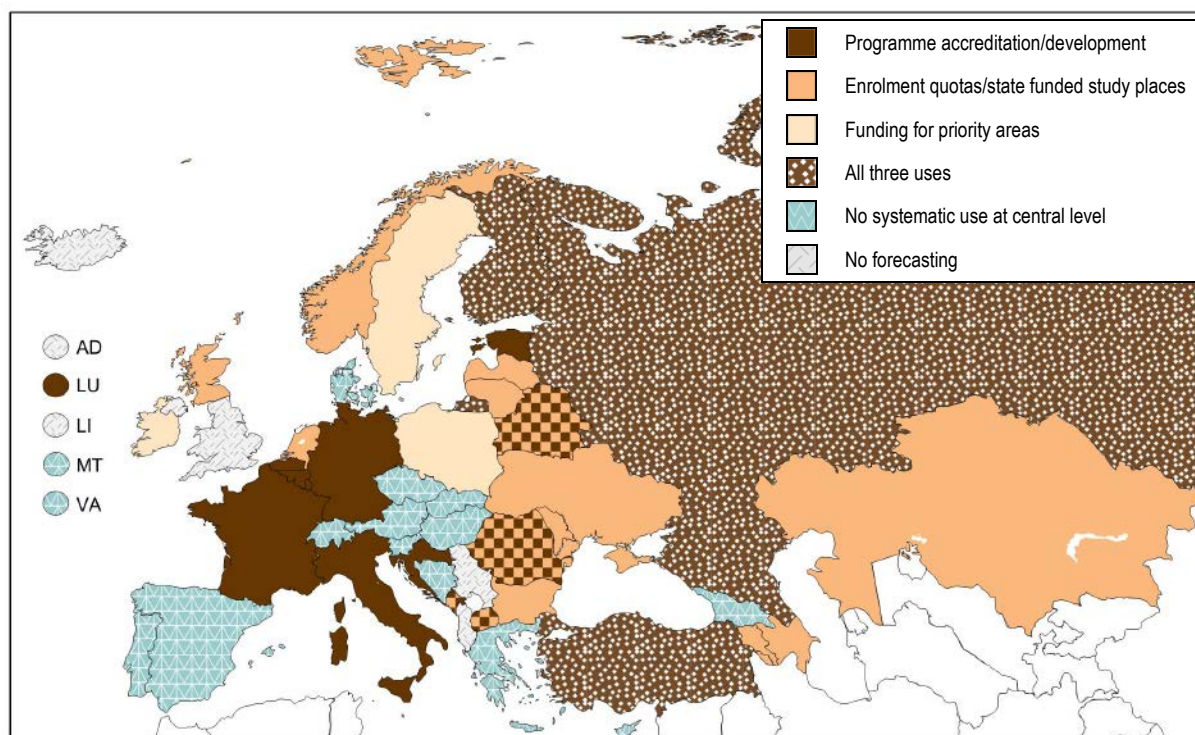 Programme accreditation/development
Enrolment quotas/state funded study places
Funding for priority areas
All three uses
No systematic use at central level
No forecasting
AD
LU
LI
MT
VA